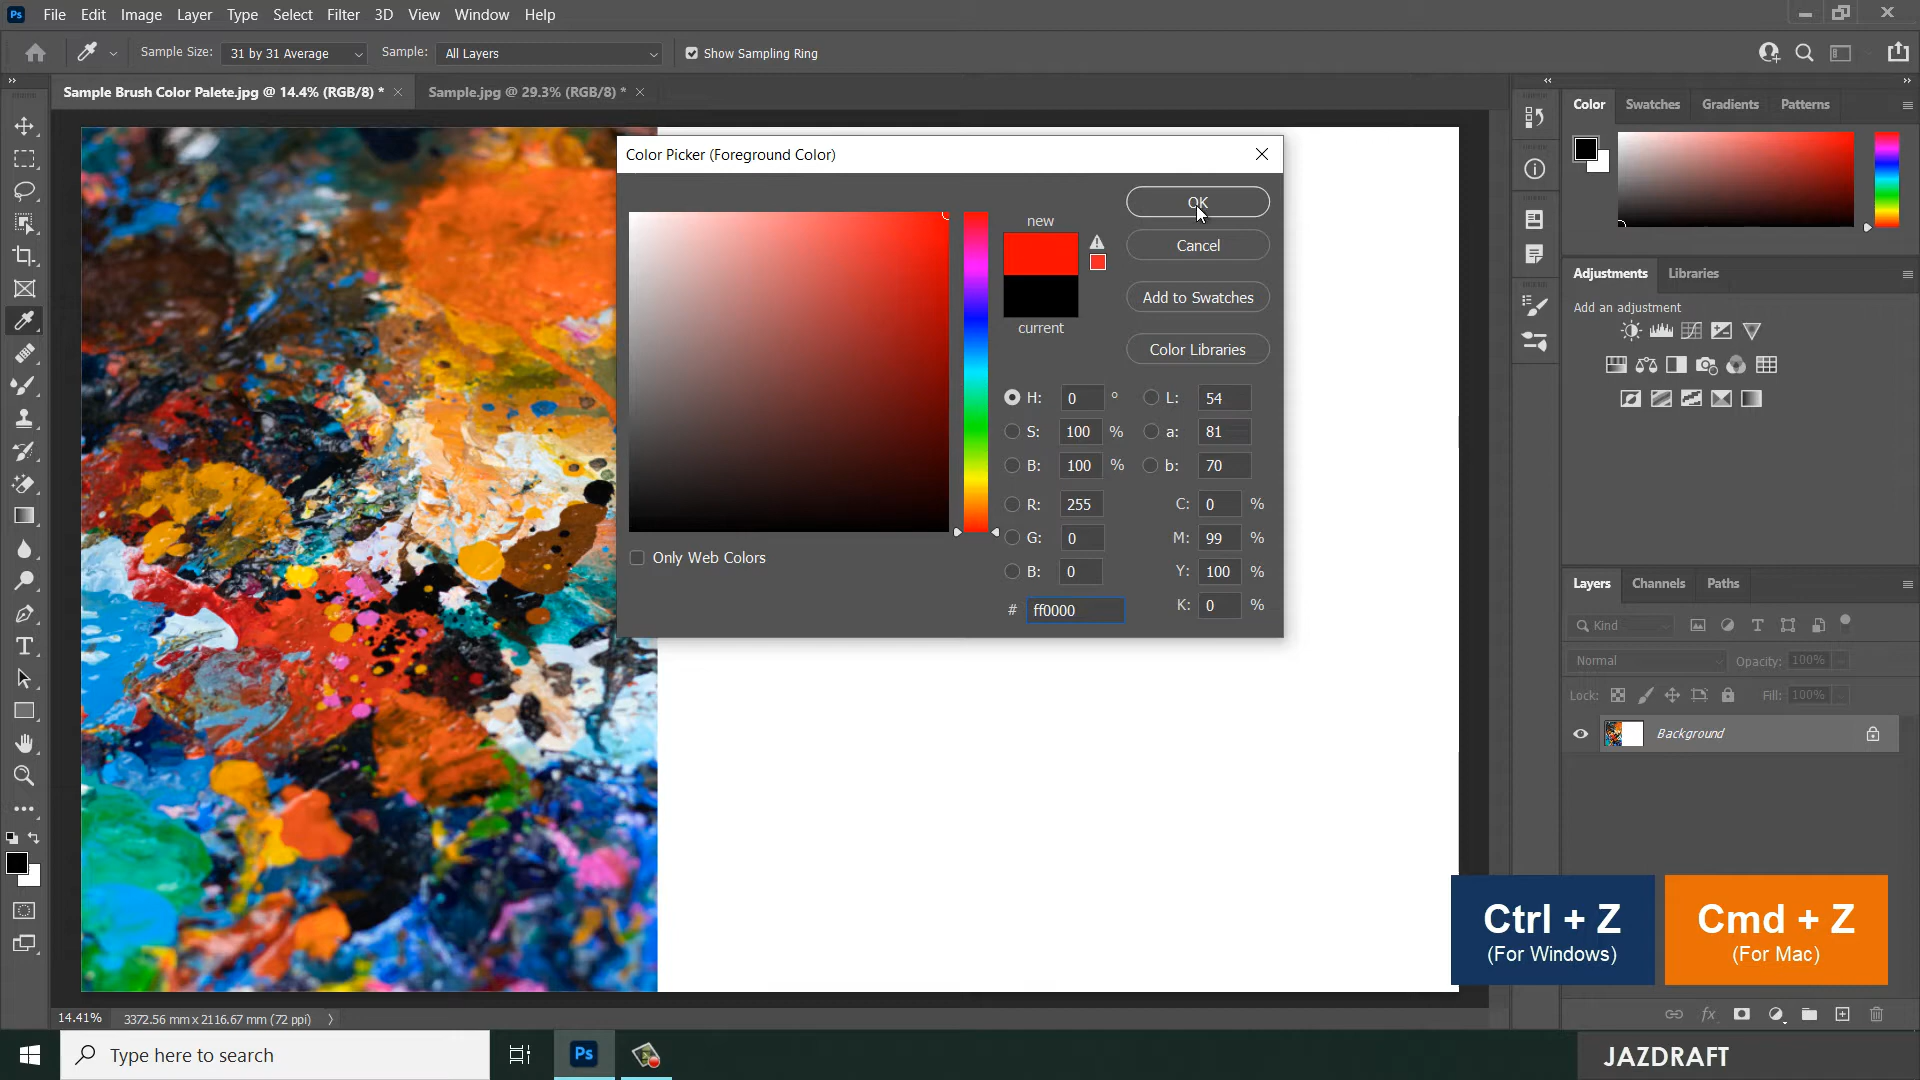 Ps File Edit Image Layer Type Select Filter 3D View Window Help
Sample Size: 31 by 31 Average Sample: All Layers Show Sampling Ring
Sample Brush Color Palete.jpg @ 14.4% (RGB/8) * Sample.jpg @ 29.3% (RGB/8) *
Color Swatches Gradients Patterns
Color Picker (Foreground Color)
new
current
OK
Cancel
Add to Swatches
Color Libraries
H: 0 ° L: 54
S: 100 % a: 81
B: 100 % b: 70
R: 255 C: 0 %
G: 0 M: 99 %
B: 0 Y: 100 %
# ff0000 K: 0 %
Only Web Colors
Adjustments Libraries
Add an adjustment
Layers Channels Paths
Kind
Normal Opacity: 100%
Lock: Fill: 100%
Background
Ctrl + Z
(For Windows)
Cmd + Z
(For Mac)
fx
14.41% 3372.56 mm x 2116.67 mm (72 ppi)
Type here to search
Ps
JAZDRAFT